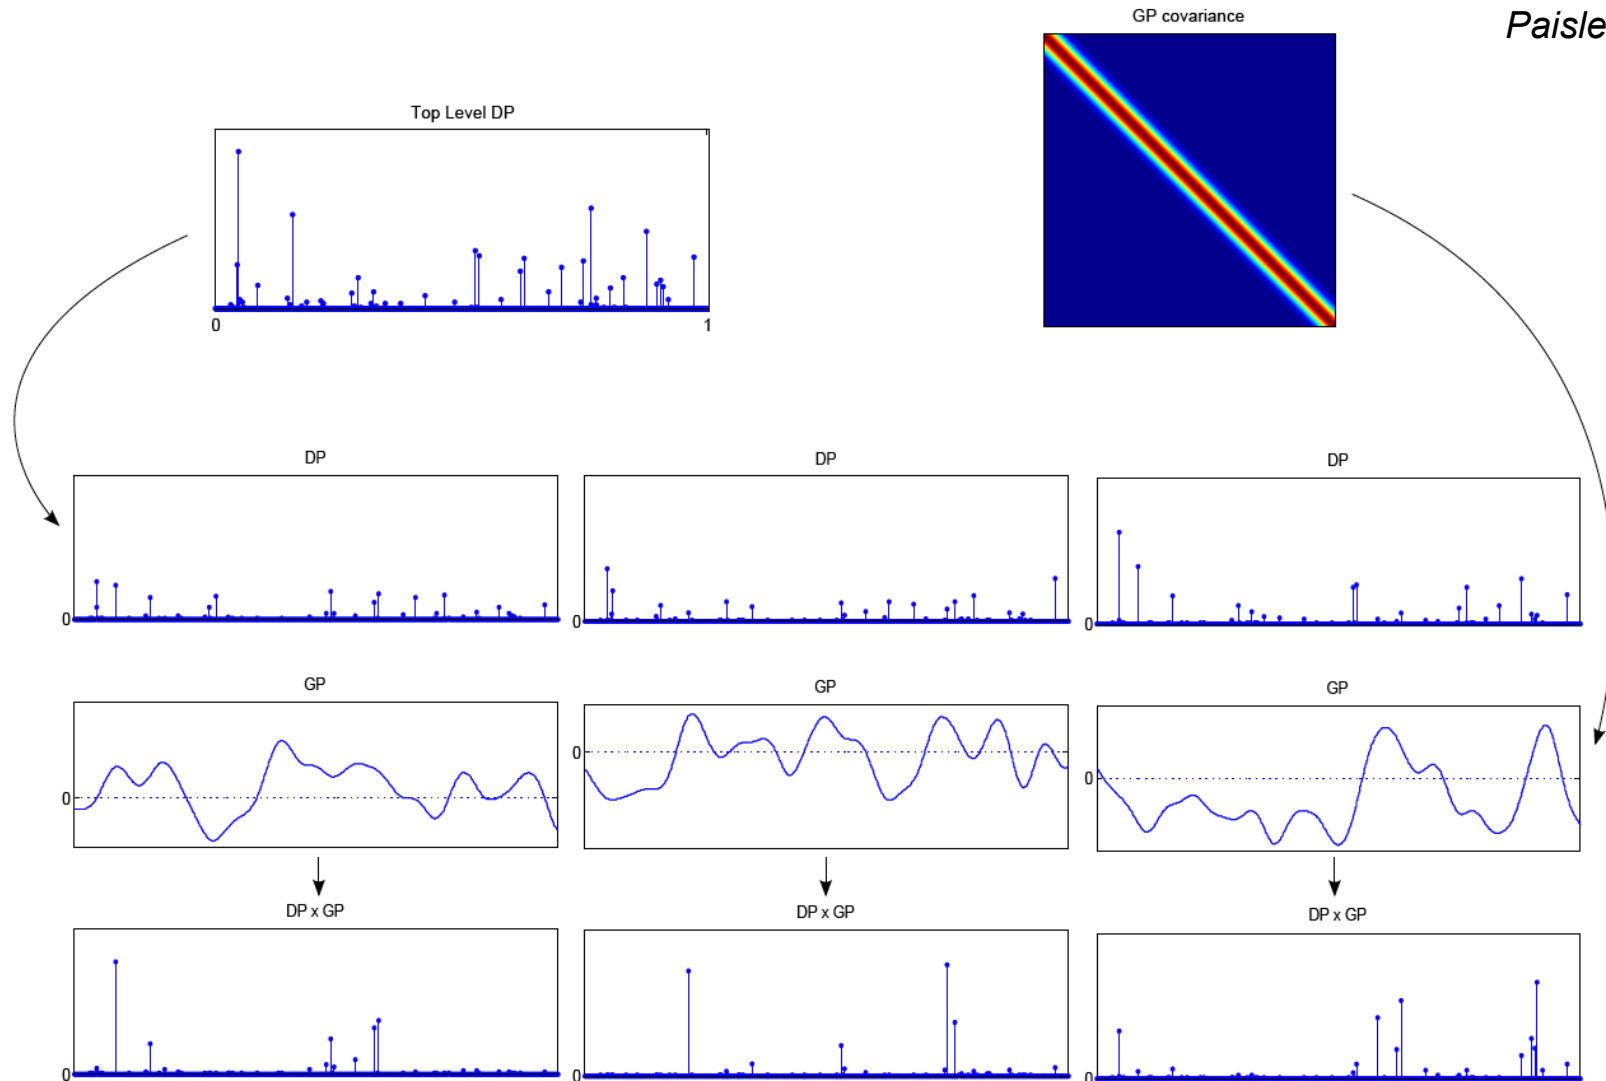 GP covariance
Paisle
Top Level DP
0 1
DP DP DP
0 0 0
GP GP GP
0 0 0
DP x GP DP x GP DP x GP
0 0 0